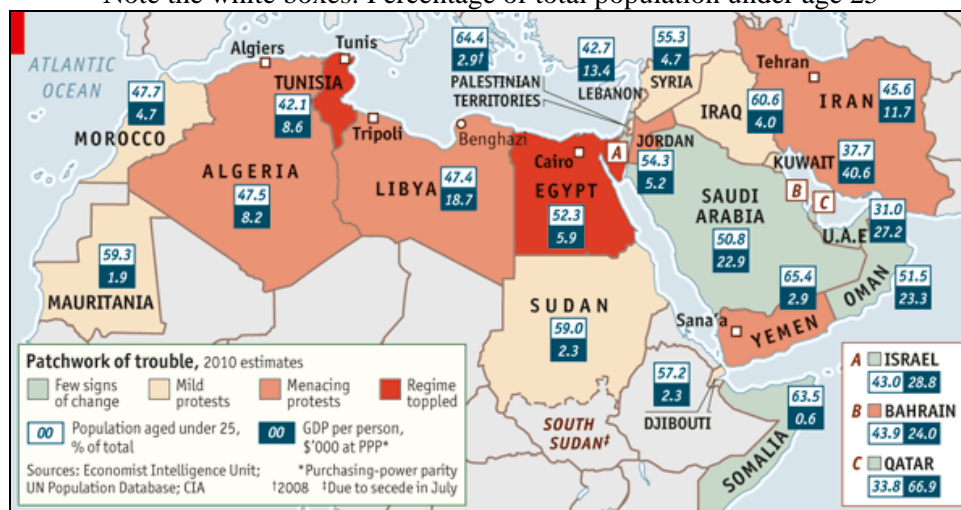 Note the white boxes: Percentage of total population under age 25
ATLANTIC
OCEAN
Algiers
Tunis
TUNISIA
42.1
8.6
64.4
2.9†
PALESTINIAN
TERRITORIES
42.7
13.4
LEBANON
55.3
4.7
SYRIA
Tehran
IRAN
45.6
11.7
IRAQ
60.6
4.0
47.7
4.7
MOROCCO
Tripoli
Benghazi
ALGERIA
47.5
8.2
LIBYA
47.4
18.7
Cairo
EGYPT
52.3
5.9
A
JORDAN
54.3
5.2
KUWAIT
37.7
40.6
B
C
SAUDI
ARABIA
50.8
22.9
31.0
27.2
U.A.E
OMAN
51.5
23.3
59.3
1.9
MAURITANIA
SUDAN
59.0
2.3
65.4
2.9
Sana'a
YEMEN
57.2
2.3
DJIBOUTI
SOUTH
SUDAN‡
63.5
0.6
SOMALIA
Patchwork of trouble, 2010 estimates
Few signs
of change
Mild
protests
Menacing
protests
Regime
toppled
00 Population aged under 25,
% of total
00 GDP per person,
$'000 at PPP*
Sources: Economist Intelligence Unit;
UN Population Database; CIA
*Purchasing-power parity
†2008 ‡Due to secede in July
A ISRAEL
43.0 28.8
B BAHRAIN
43.9 24.0
C QATAR
33.8 66.9